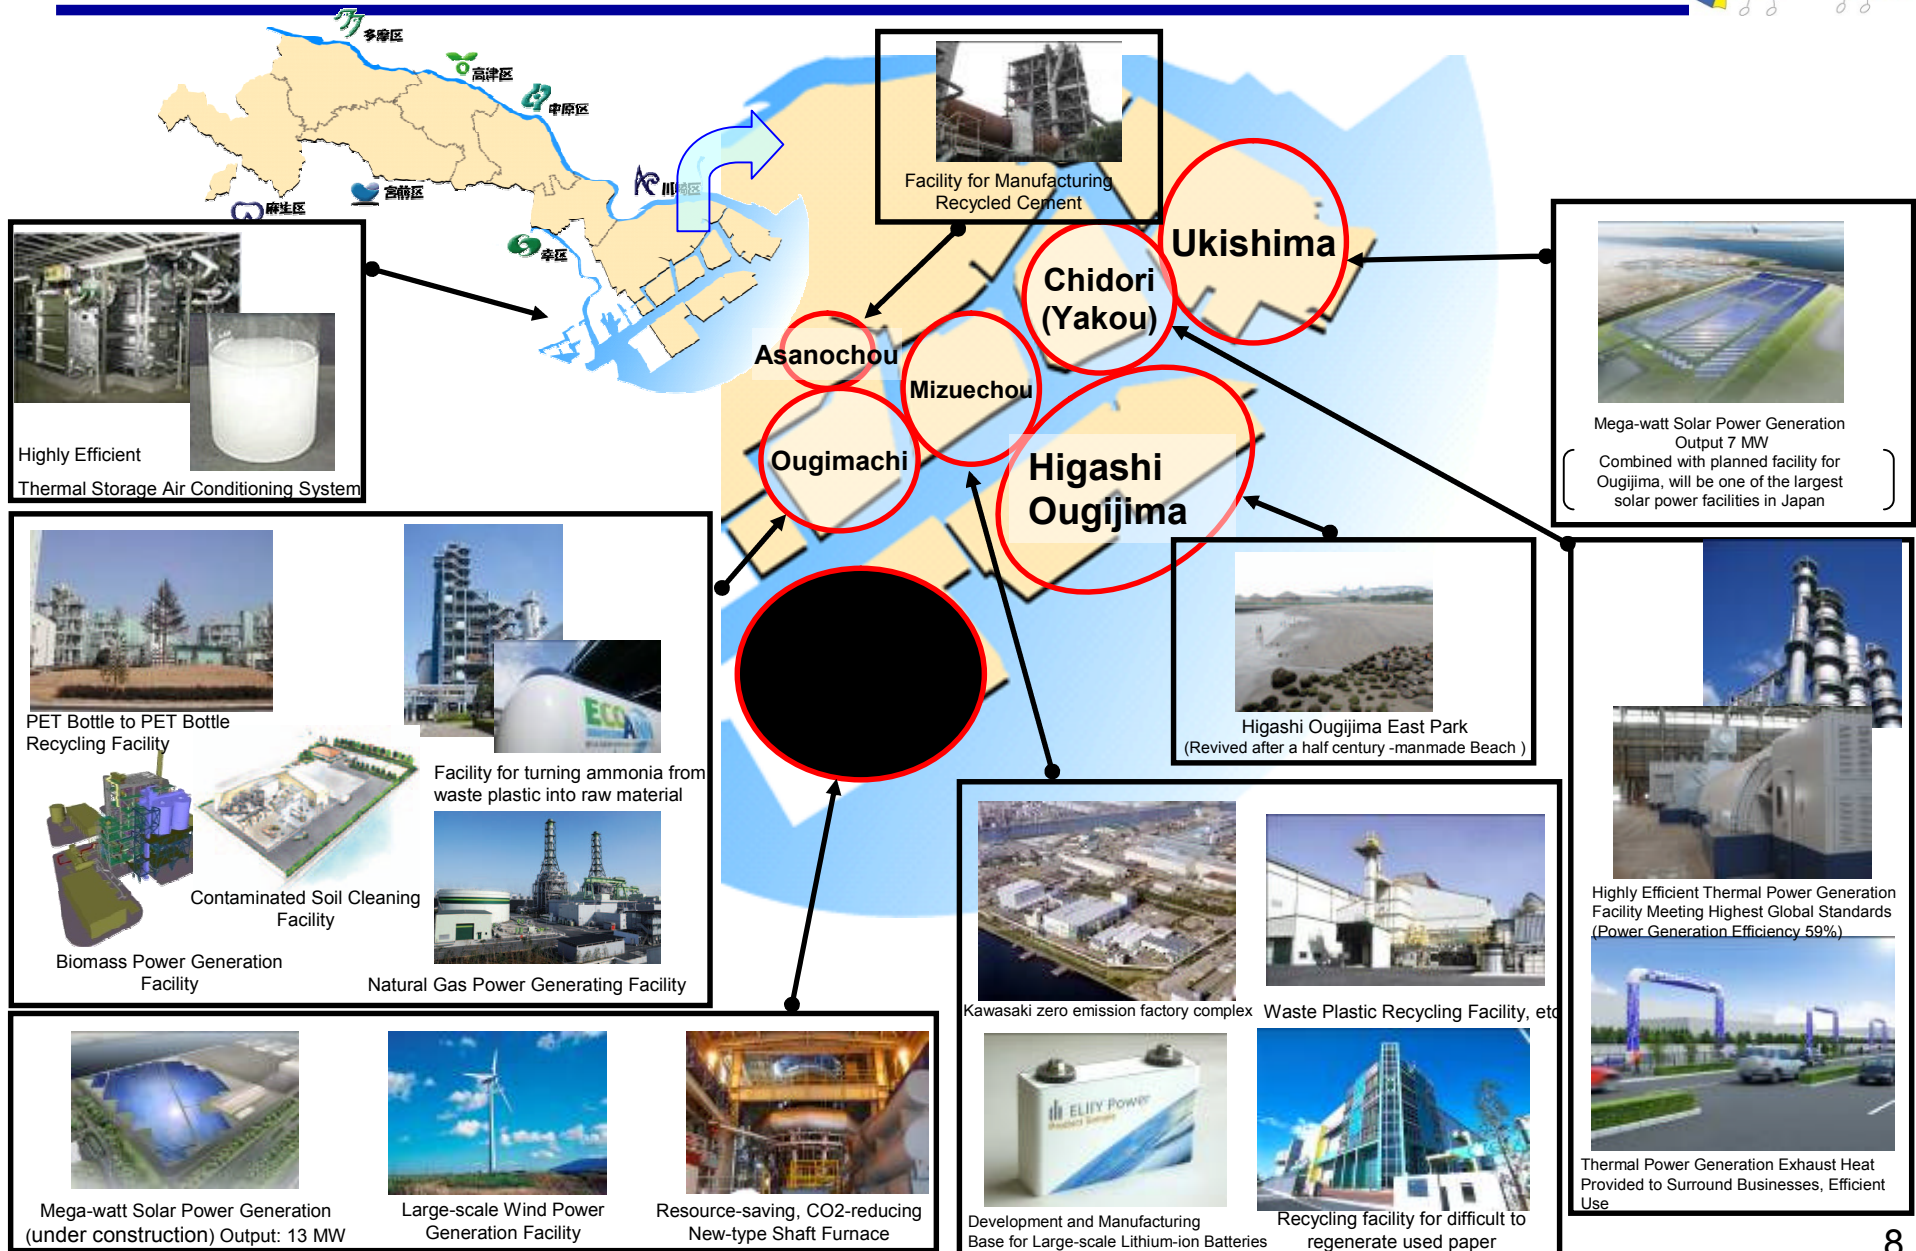 多摩区
高津区
中原区
宮前区
麻生区
幸区
Facility for Manufacturing
Recycled Cement
Ukishima
Chidori
(Yakou)
Asanochou
Mizuechou
Ougimachi
Higashi
Ougijima
Highly Efficient
Thermal Storage Air Conditioning System
Mega-watt Solar Power Generation
Output 7 MW
Combined with planned facility for
Ougijima, will be one of the largest
solar power facilities in Japan
PET Bottle to PET Bottle
Recycling Facility
Facility for turning ammonia from
waste plastic into raw material
Contaminated Soil Cleaning
Facility
Biomass Power Generation
Facility
Natural Gas Power Generating Facility
Higashi Ougijima East Park
(Revived after a half century -manmade Beach )
Highly Efficient Thermal Power Generation
Facility Meeting Highest Global Standards
(Power Generation Efficiency 59%)
Thermal Power Generation Exhaust Heat
Provided to Surround Businesses, Efficient
Use
Kawasaki zero emission factory complex
Waste Plastic Recycling Facility, etc
ELIIY Power
Product Sample
Development and Manufacturing
Base for Large-scale Lithium-ion Batteries
Recycling facility for difficult to
regenerate used paper
Mega-watt Solar Power Generation
(under construction) Output: 13 MW
Large-scale Wind Power
Generation Facility
Resource-saving, CO2-reducing
New-type Shaft Furnace
8